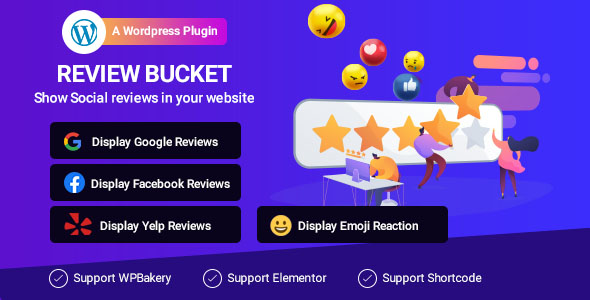 A Wordpress Plugin
REVIEW BUCKET
Show Social reviews in your website
Display Google Reviews
Display Facebook Reviews
Display Yelp Reviews
Display Emoji Reaction
Support WPBakery
Support Elementor
Support Shortcode